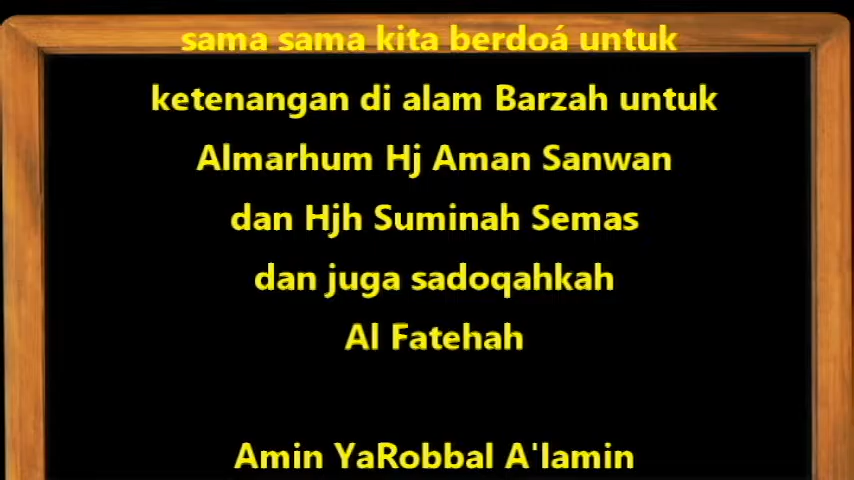 sama sama kita berdoá untuk
ketenangan di alam Barzah untuk
Almarhum Hj Aman Sanwan
dan Hjh Suminah Semas
dan juga sadoqahkah
Al Fatehah
Amin YaRobbal A'lamin